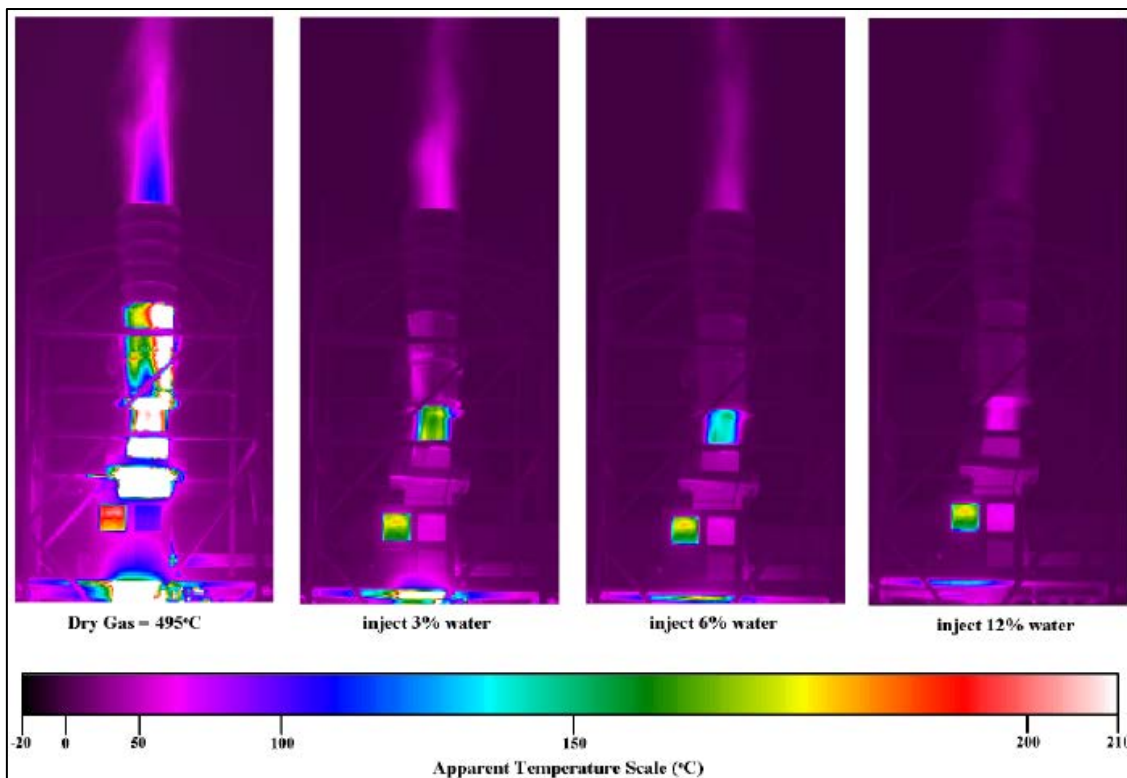 Dry Gas = 495°C
inject 3% water
inject 6% water
inject 12% water
-20 0 50 100 150 200 210
Apparent Temperature Scale (°C)